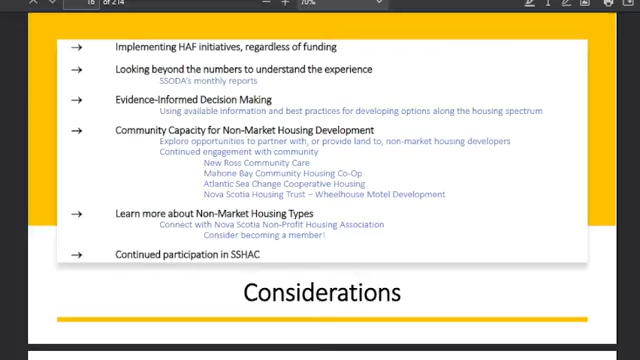 16 of 214
70%
→ Implementing HAF initiatives, regardless of funding
→ Looking beyond the numbers to understand the experience
SSODA's monthly reports
→ Evidence-Informed Decision Making
Using available information and best practices for developing options along the housing spectrum
→ Community Capacity for Non-Market Housing Development
Explore opportunities to partner with, or provide land to, non-market housing developers
Continued engagement with community
New Ross Community Care
Mahone Bay Community Housing Co-Op
Atlantic Sea Change Cooperative Housing
Nova Scotia Housing Trust – Wheelhouse Motel Development
→ Learn more about Non-Market Housing Types
Connect with Nova Scotia Non-Profit Housing Association
Consider becoming a member!
→ Continued participation in SSHAC
Considerations